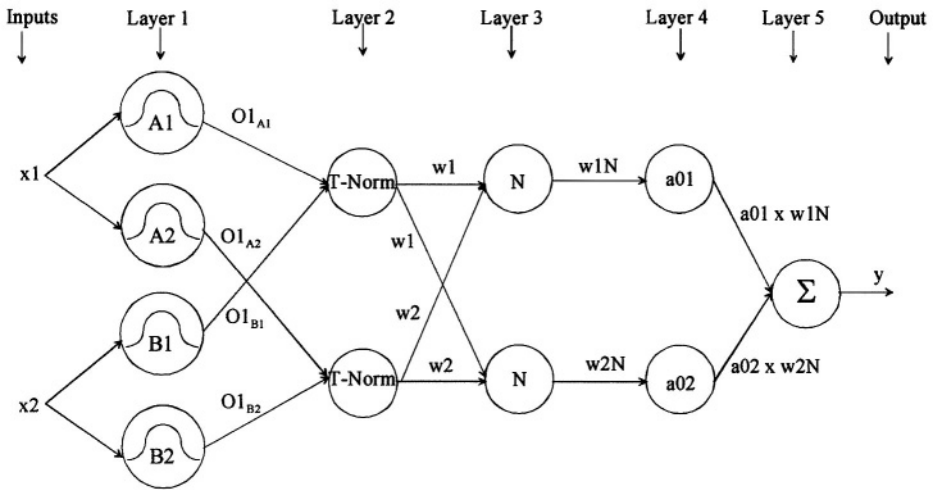 Inputs Layer 1 Layer 2 Layer 3 Layer 4 Layer 5 Output
A1
O1A1
x1
T-Norm
w1
N
w1N
a01
a01 x w1N
A2
O1A2
w1
Σ
y
B1
O1B1
w2
x2
O1B2
T-Norm
w2
N
w2N
a02
a02 x w2N
B2